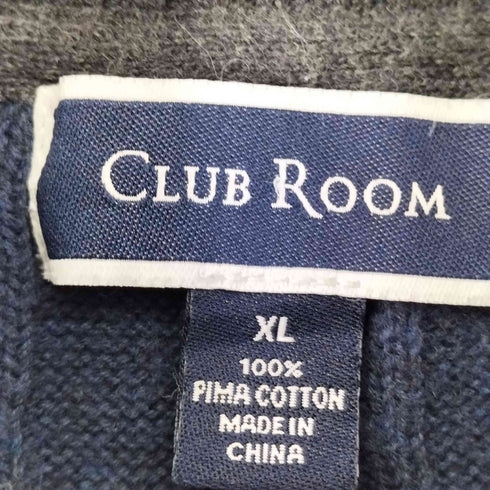 CLUB ROOM
XL
100%
PIMA COTTON
MADE IN
CHINA